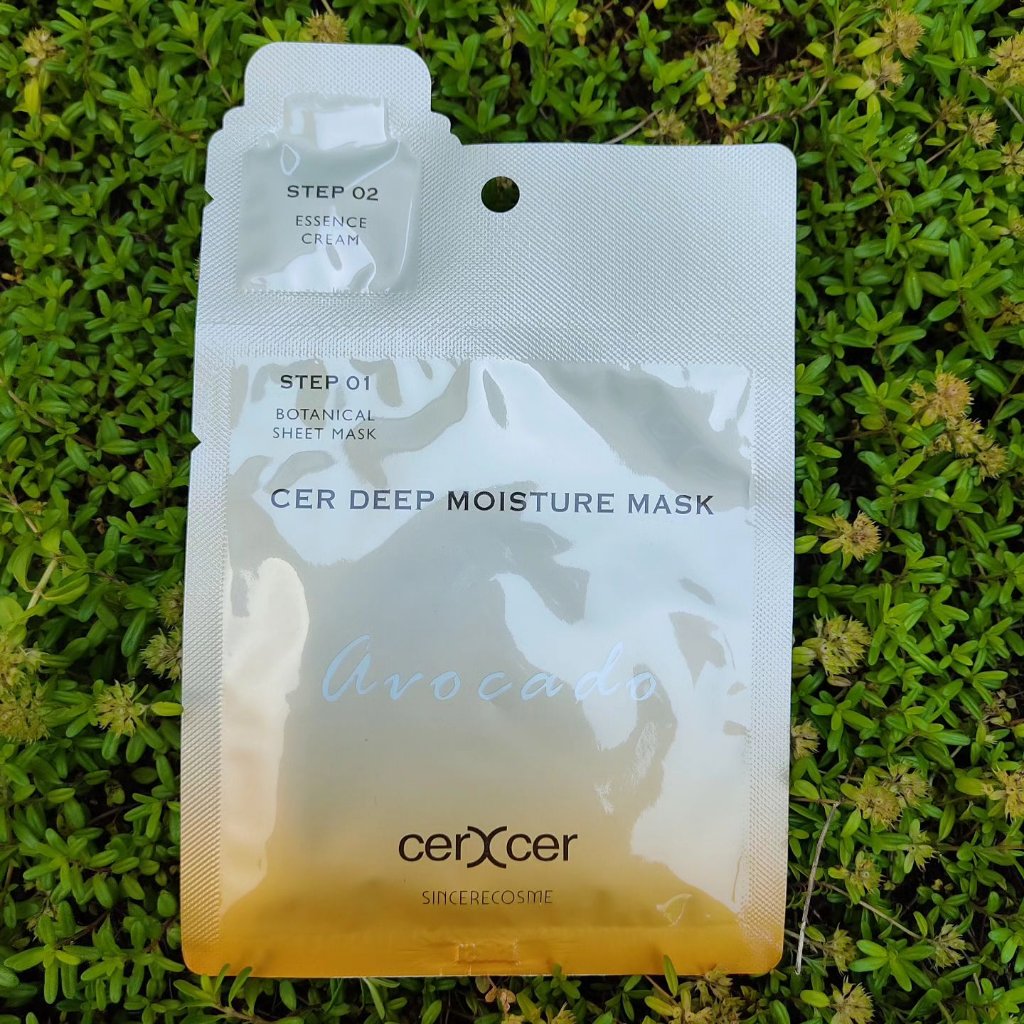 STEP 02
ESSENCE
CREAM
STEP 01
BOTANICAL
SHEET MASK
CER DEEP MOISTURE MASK
Avocado
cerXcer
SINCERECOSME